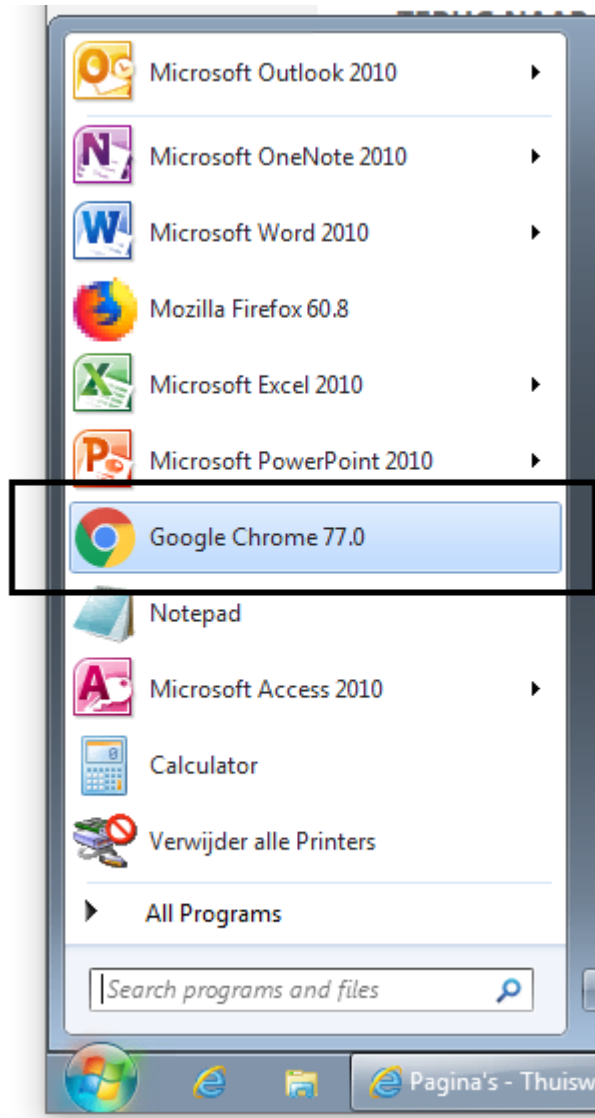 TERUG NAAR
Microsoft Outlook 2010
Microsoft OneNote 2010
Microsoft Word 2010
Mozilla Firefox 60.8
Microsoft Excel 2010
Microsoft PowerPoint 2010
Google Chrome 77.0
Notepad
Microsoft Access 2010
Calculator
Verwijder alle Printers
All Programs
Search programs and files
Pagina's - Thuisw